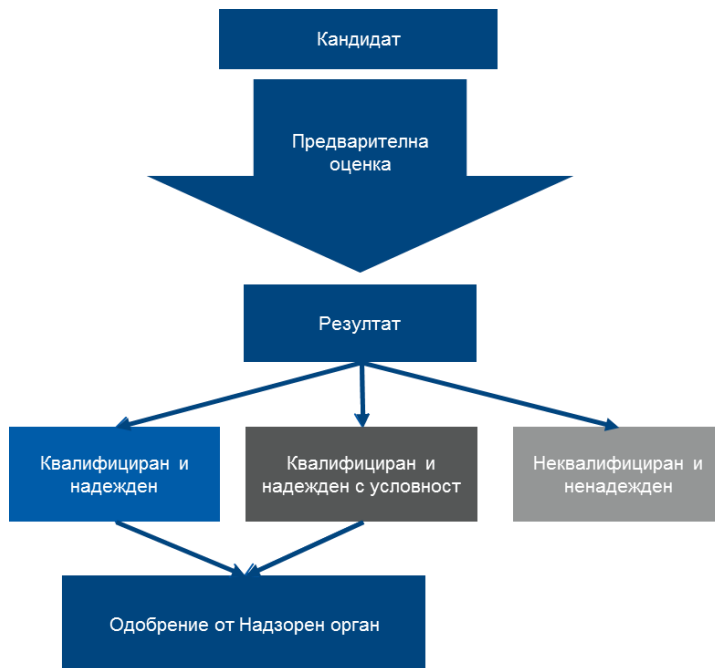 Кандидат
Предварителна
оценка
Резултат
Квалифициран и
надежден
Квалифициран и
надежден с условност
Неквалифициран и
ненадежден
Одобрение от Надзорен орган